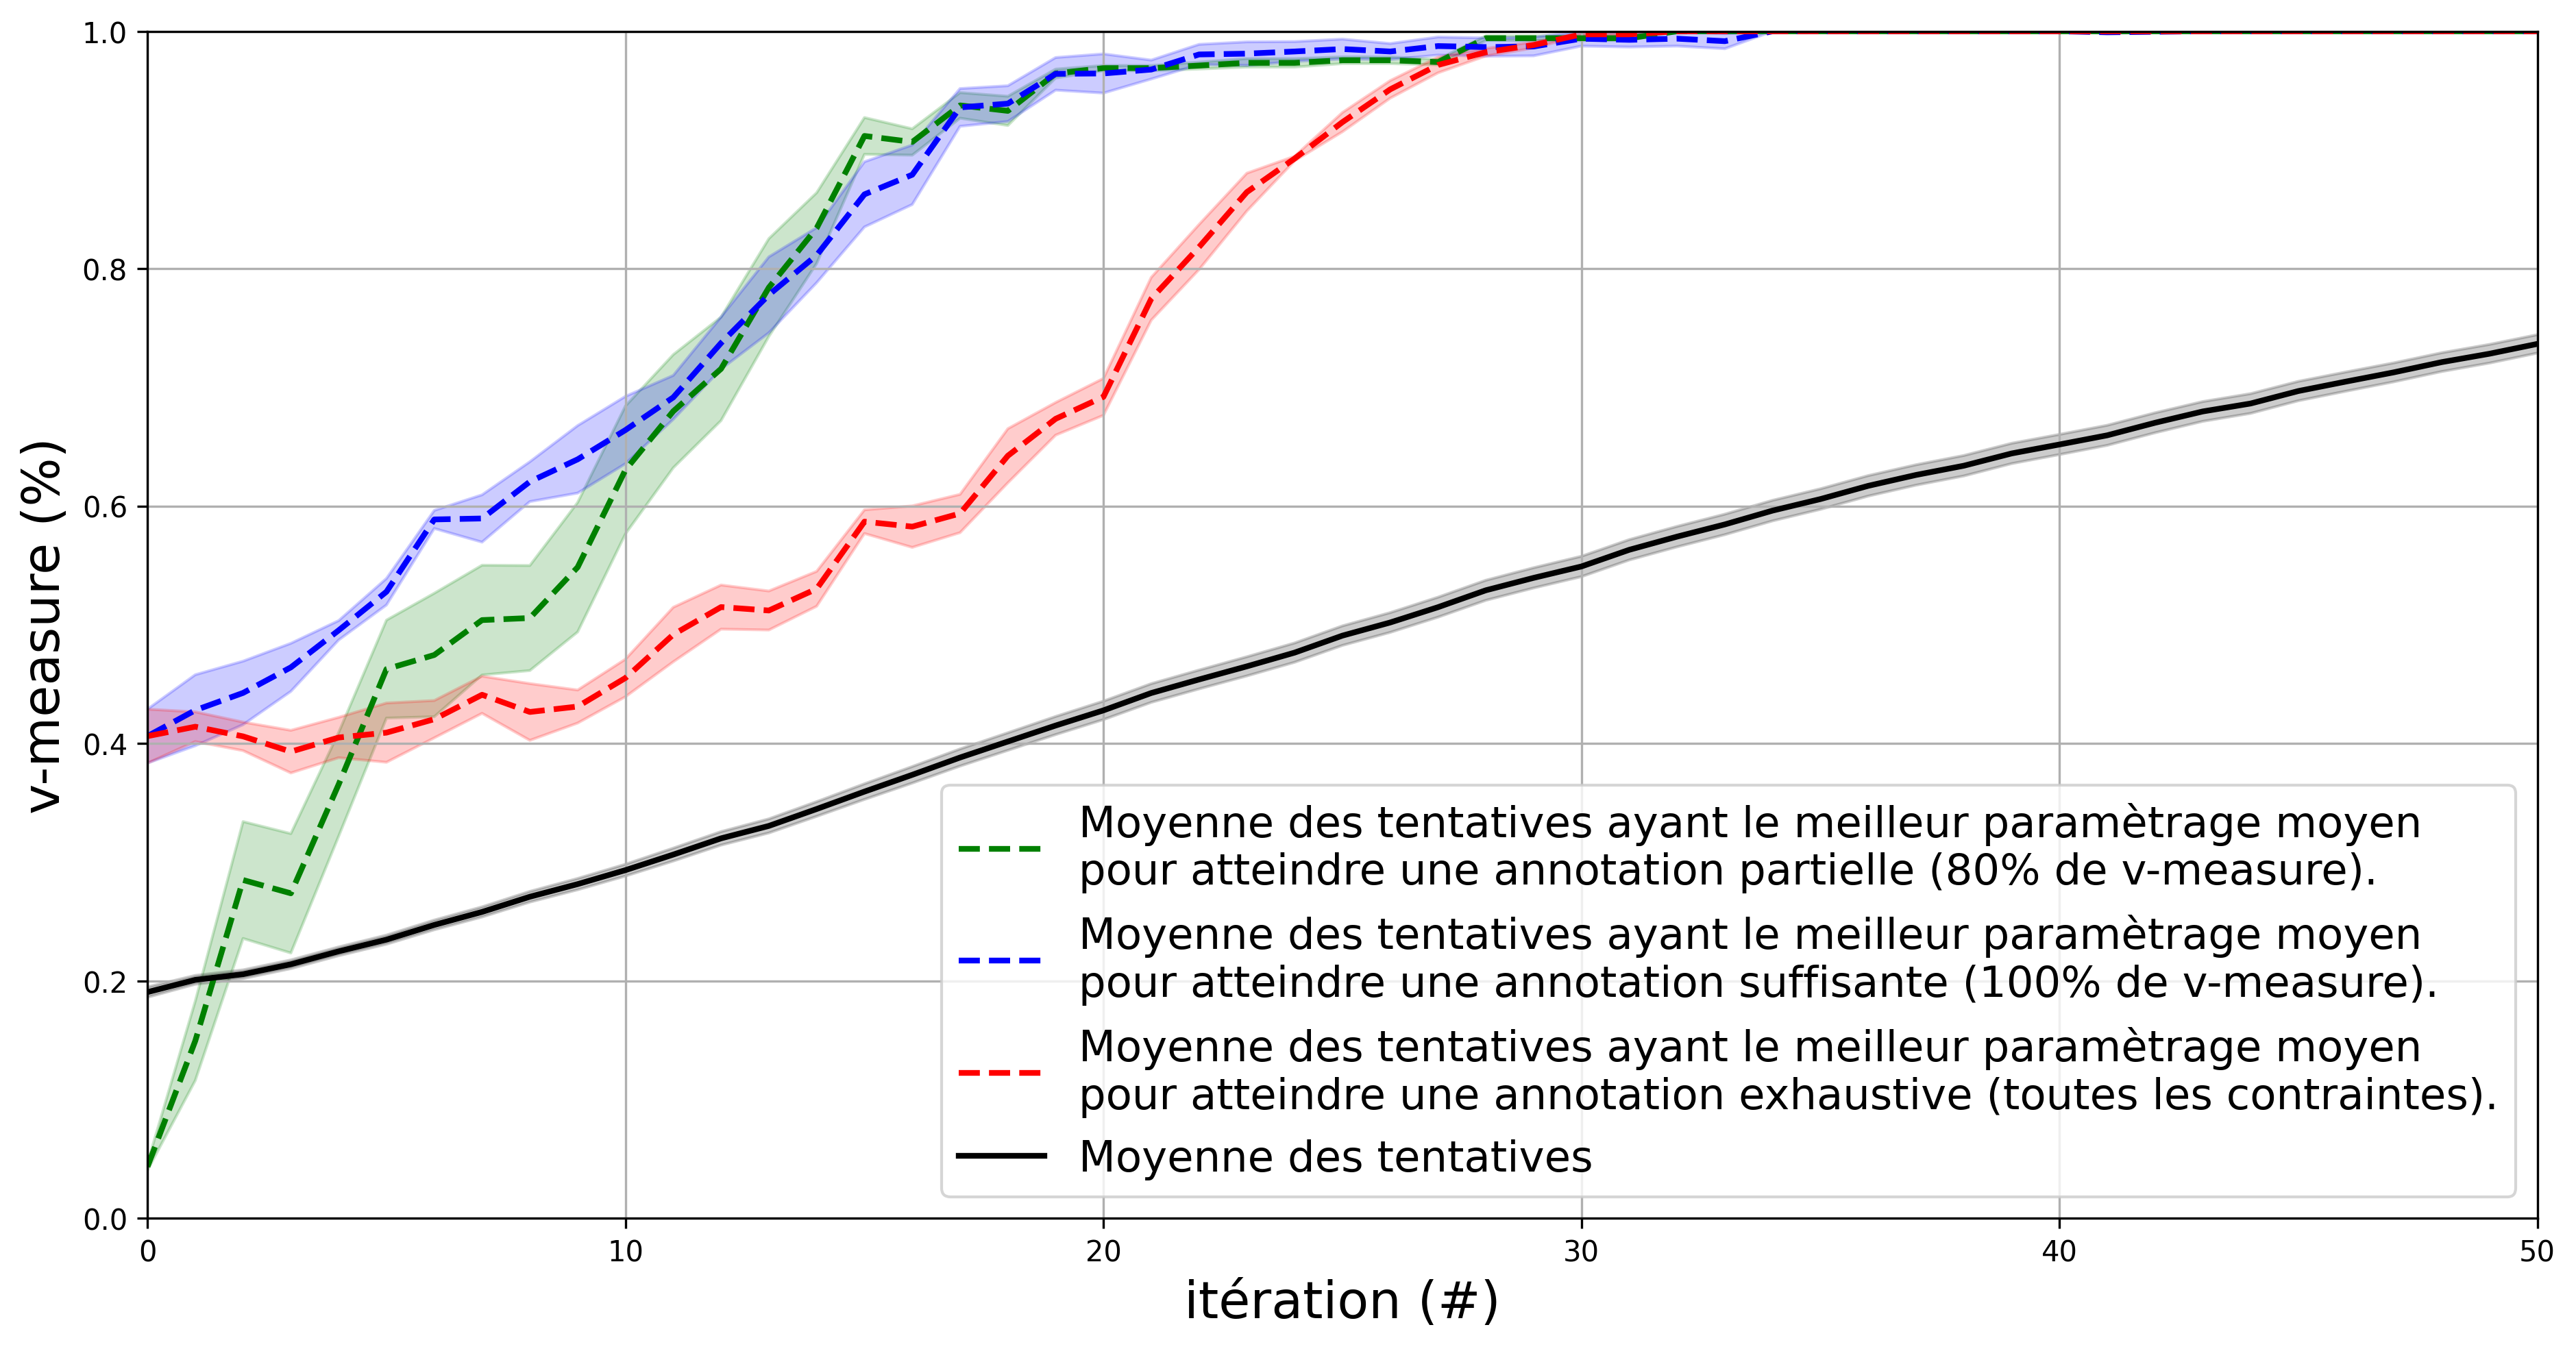 1.0
0.8
0.6
0.4
0.2
0.0
v-measure (%)
0
10
20
30
40
50
itération (#)
Moyenne des tentatives ayant le meilleur paramètrage moyen
pour atteindre une annotation partielle (80% de v-measure).
Moyenne des tentatives ayant le meilleur paramètrage moyen
pour atteindre une annotation suffisante (100% de v-measure).
Moyenne des tentatives ayant le meilleur paramètrage moyen
pour atteindre une annotation exhaustive (toutes les contraintes).
Moyenne des tentatives